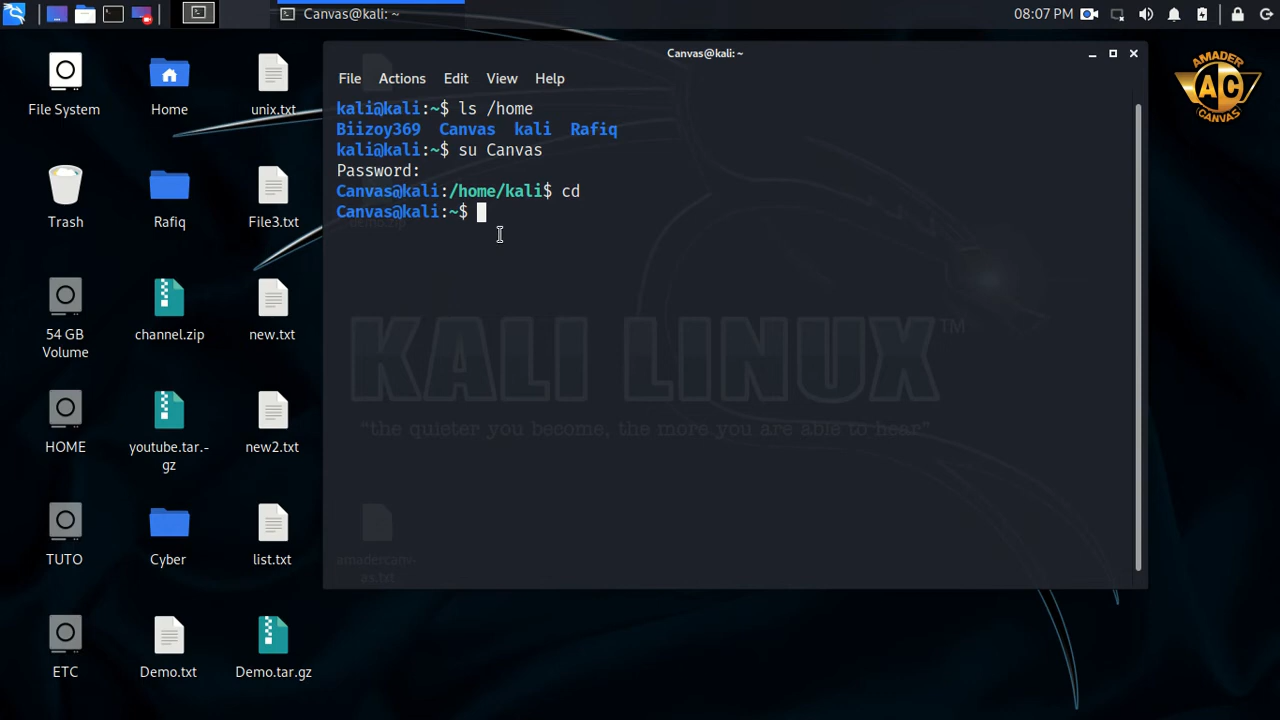 Canvas@kali: ~
08:07 PM
File System
Home
unix.txt
Trash
Rafiq
File3.txt
54 GB
Volume
channel.zip
new.txt
HOME
youtube.tar.-
gz
new2.txt
TUTO
Cyber
list.txt
ETC
Demo.txt
Demo.tar.gz
Canvas@kali:~
File Actions Edit View Help
kali@kali:~$ ls /home
Biizoy369 Canvas kali Rafiq
kali@kali:~$ su Canvas
Password:
Canvas@kali:/home/kali$ cd
Canvas@kali:~$
KALI LINUX ™
"the quieter you become, the more you are able to hear"
amadercanv-
as.txt
AMADER
AC
CANVAS